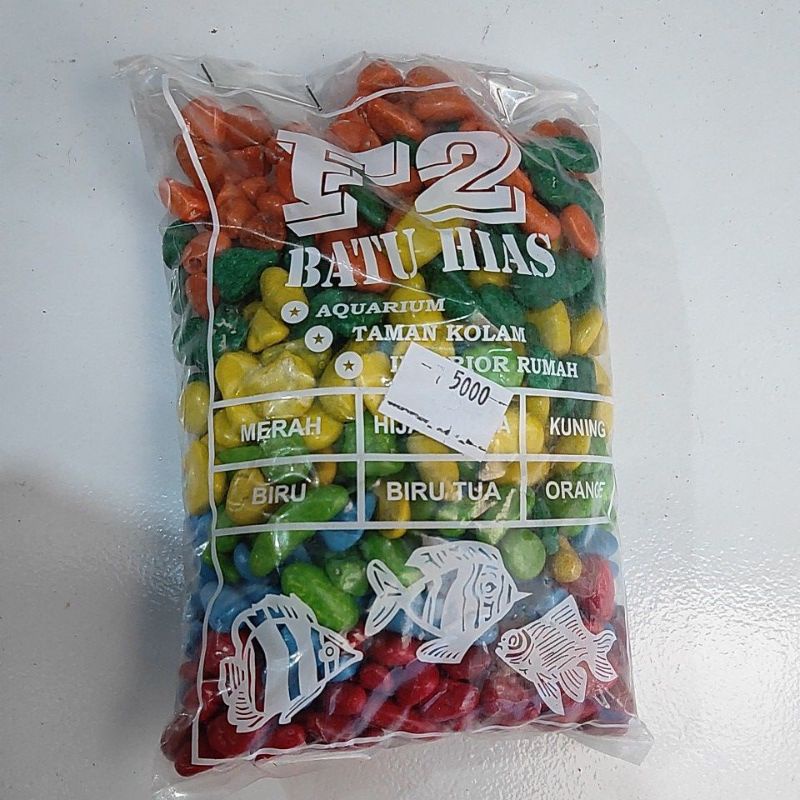 F2
BATU HIAS
AQUARIUM
TAMAN KOLAM
RUMAH
5000
MERAH
KUNING
BIRU
BIRU TUA
ORANGE